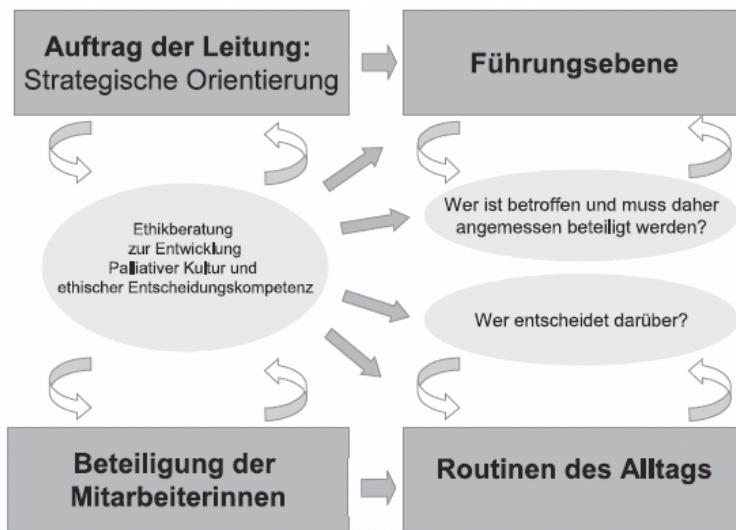 Auftrag der Leitung:
Strategische Orientierung
Führungsebene
Ethikberatung
zur Entwicklung
Palliativer Kultur und
ethischer Entscheidungskompetenz
Wer ist betroffen und muss daher
angemessen beteiligt werden?
Wer entscheidet darüber?
Beteiligung der
Mitarbeiterinnen
Routinen des Alltags